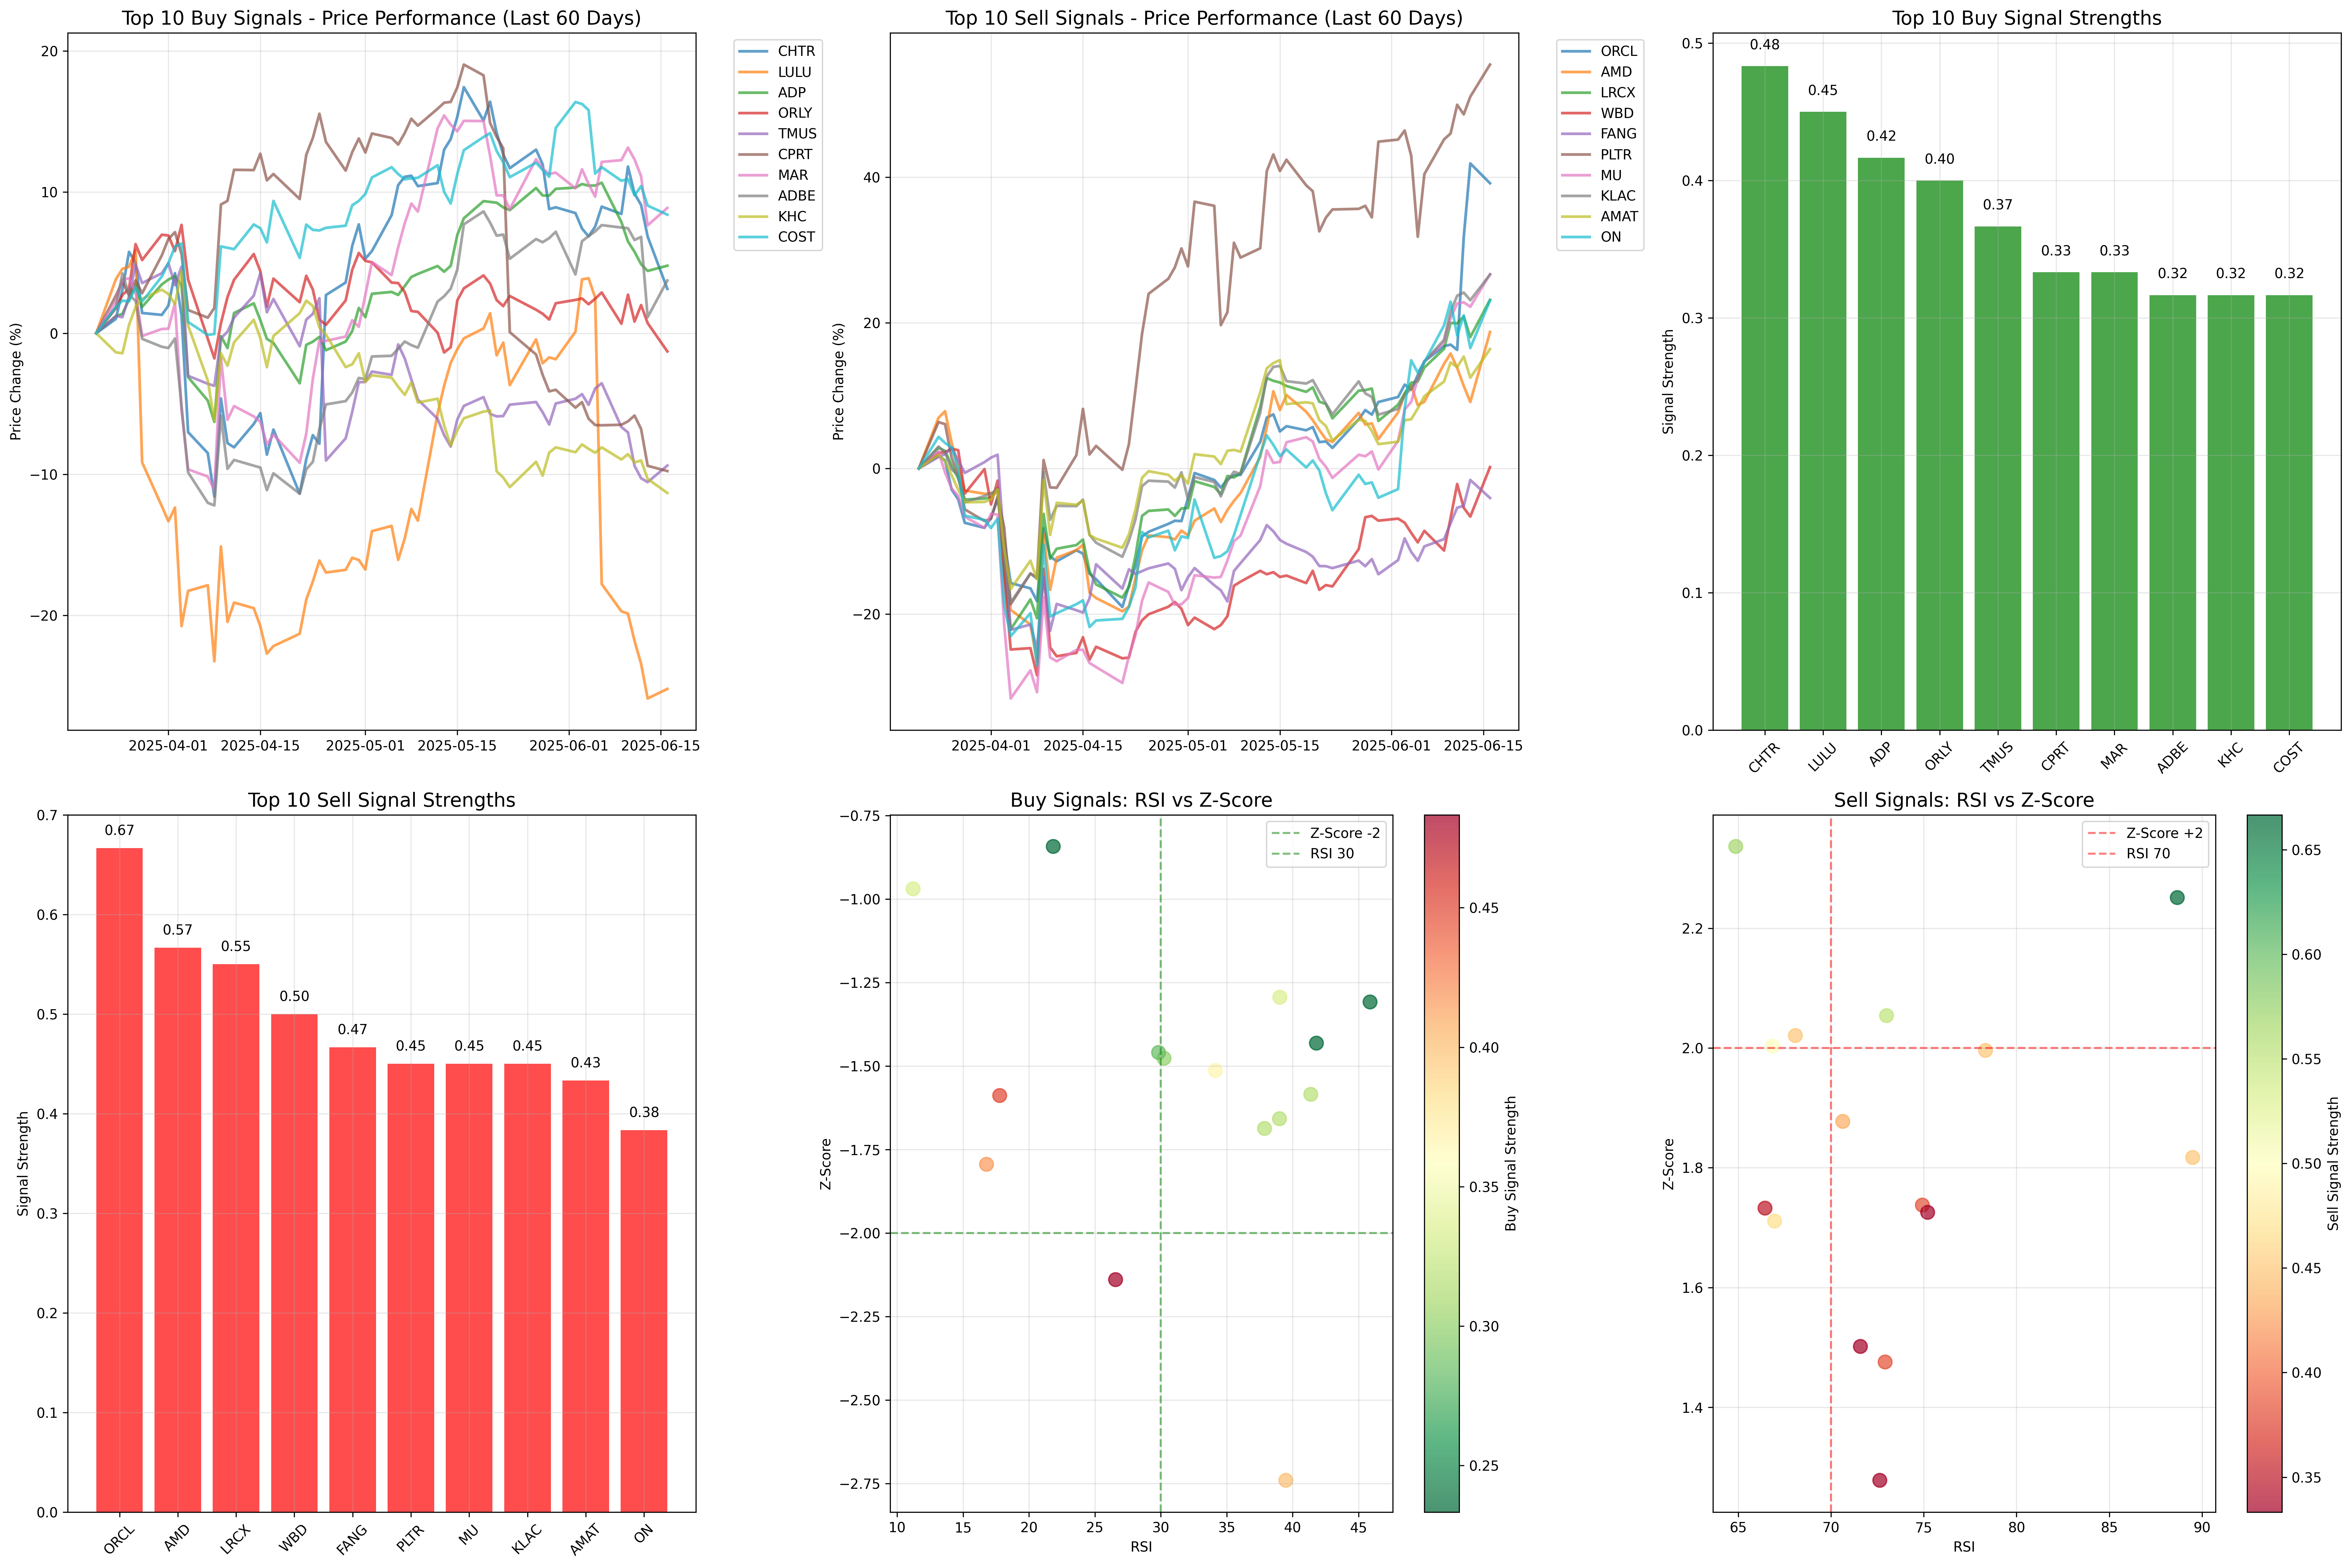 Top 10 Buy Signals - Price Performance (Last 60 Days)
Price Change (%)
20
10
0
−10
−20
2025-04-01
2025-04-15
2025-05-01
2025-05-15
2025-06-01
2025-06-15
CHTR
LULU
ADP
ORLY
TMUS
CPRT
MAR
ADBE
KHC
COST
Top 10 Sell Signals - Price Performance (Last 60 Days)
Price Change (%)
40
20
0
−20
2025-04-01
2025-04-15
2025-05-01
2025-05-15
2025-06-01
2025-06-15
ORCL
AMD
LRCX
WBD
FANG
PLTR
MU
KLAC
AMAT
ON
Top 10 Buy Signal Strengths
Signal Strength
0.5
0.4
0.3
0.2
0.1
0.0
0.48
0.45
0.42
0.40
0.37
0.33
0.33
0.32
0.32
0.32
CHTR
LULU
ADP
ORLY
TMUS
CPRT
MAR
ADBE
KHC
COST
Top 10 Sell Signal Strengths
Signal Strength
0.7
0.6
0.5
0.4
0.3
0.2
0.1
0.0
0.67
0.57
0.55
0.50
0.47
0.45
0.45
0.45
0.43
0.38
ORCL
AMD
LRCX
WBD
FANG
PLTR
MU
KLAC
AMAT
ON
Buy Signals: RSI vs Z-Score
Z-Score
−0.75
−1.00
−1.25
−1.50
−1.75
−2.00
−2.25
−2.50
−2.75
10
15
20
25
30
35
40
45
RSI
Z-Score -2
RSI 30
0.45
0.40
0.35
0.30
0.25
Buy Signal Strength
Sell Signals: RSI vs Z-Score
Z-Score
2.2
2.0
1.8
1.6
1.4
65
70
75
80
85
90
RSI
Z-Score +2
RSI 70
0.65
0.60
0.55
0.50
0.45
0.40
0.35
Sell Signal Strength